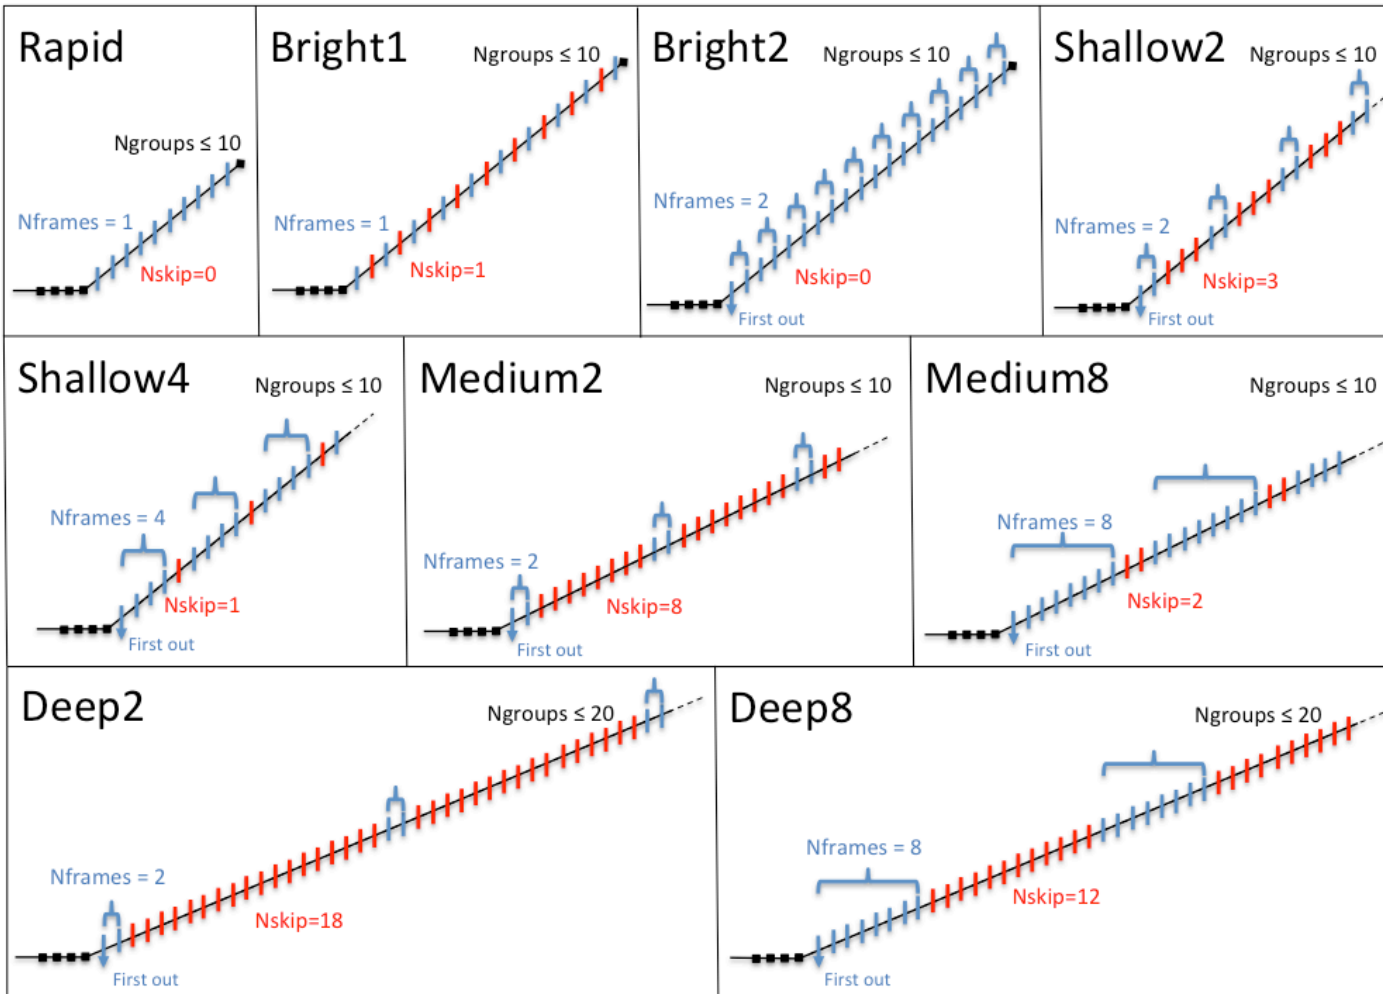 Rapid
Ngroups ≤ 10
Nframes = 1
Nskip=0
Bright1
Ngroups ≤ 10
Nframes = 1
Nskip=1
Bright2
Ngroups ≤ 10
Nframes = 2
Nskip=0
First out
Shallow2
Ngroups ≤ 10
Nframes = 2
Nskip=3
First out
Shallow4
Ngroups ≤ 10
Nframes = 4
Nskip=1
First out
Medium2
Ngroups ≤ 10
Nframes = 2
Nskip=8
First out
Medium8
Ngroups ≤ 10
Nframes = 8
Nskip=2
First out
Deep2
Ngroups ≤ 20
Nframes = 2
Nskip=18
First out
Deep8
Ngroups ≤ 20
Nframes = 8
Nskip=12
First out